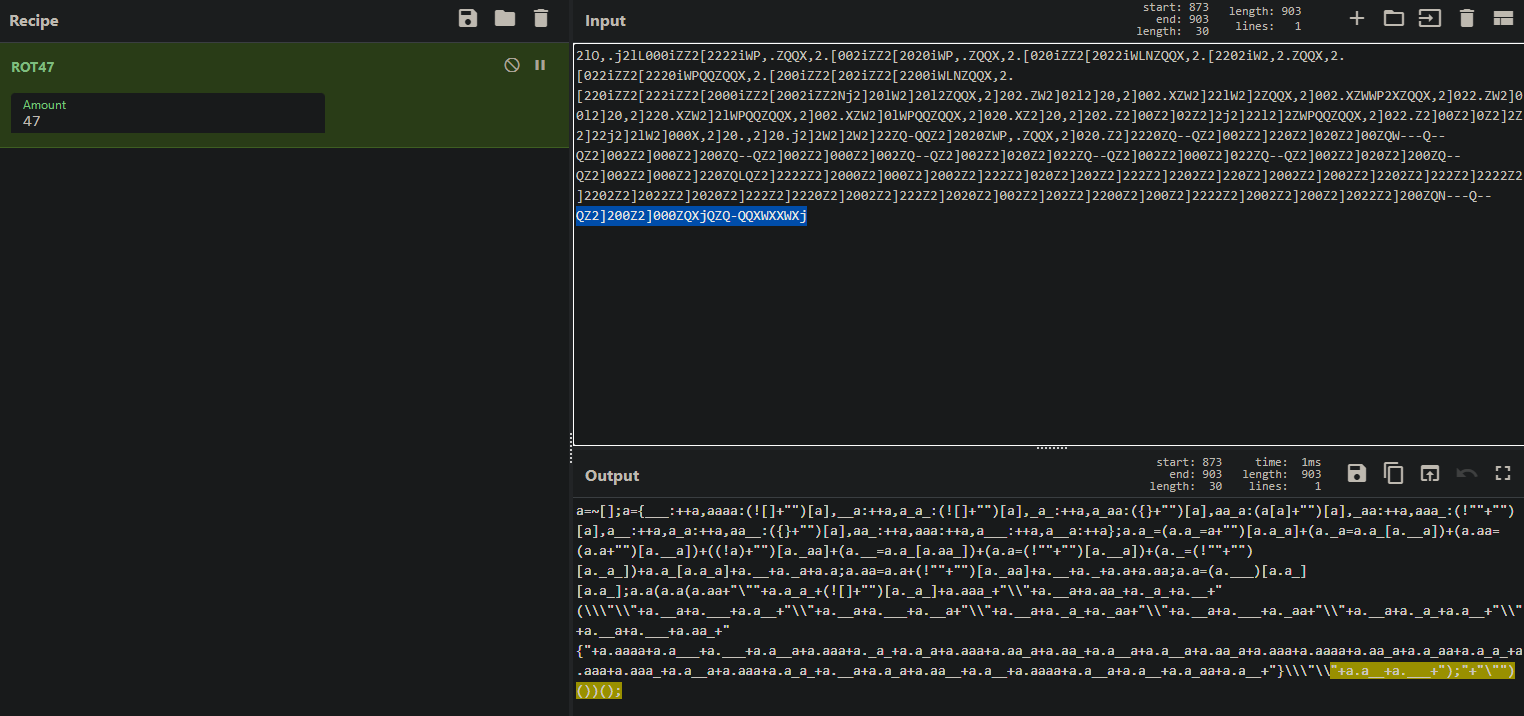 Recipe
ROT47
Amount
47
Input
start: 873
end: 903
length: 30
length: 903
lines: 1
2lO,.j2lL000iZZ2[2222iWP,.ZQQX,2.[002iZZ2[2020iWP,.ZQQX,2.[020iZZ2[2022iWLNZQQX,2.[2202iW2,2.ZQQX,2.
[022iZZ2[2220iWPQQZQQX,2.[200iZZ2[202iZZ2[2200iWLNZQQX,2.
[220iZZ2[222iZZ2[2000iZZ2[2002iZZ2Nj2]20lW2]20l2ZQQX,2]202.ZW2]02l2]20,2]002.XZW2]22lW2]2ZQQX,2]002.XZWWP2XZQQX,2]022.ZW2]0
0l2]20,2]220.XZW2]2lWPQQZQQX,2]002.XZW2]0lWPQQZQQX,2]020.XZ2]20,2]202.Z2]00Z2]02Z2]2j2]22l2]2ZWPQQZQQX,2]022.Z2]00Z2]0Z2]2Z
2]22j2]2lW2]000X,2]20.,2]20.j2]2W2]2W2]22ZQ-QQZ2]2020ZWP,.ZQQX,2]020.Z2]2220ZQ--QZ2]002Z2]220Z2]020Z2]00ZQW---Q--
QZ2]002Z2]000Z2]200ZQ--QZ2]002Z2]000Z2]002ZQ--QZ2]002Z2]020Z2]022ZQ--QZ2]002Z2]000Z2]022ZQ--QZ2]002Z2]020Z2]200ZQ--
QZ2]002Z2]000Z2]220ZQLQZ2]2222Z2]2000Z2]000Z2]2002Z2]222Z2]020Z2]202Z2]222Z2]2202Z2]220Z2]2002Z2]2002Z2]2202Z2]222Z2]2222Z2
]2202Z2]2022Z2]2020Z2]222Z2]2220Z2]2002Z2]222Z2]2020Z2]002Z2]202Z2]2200Z2]200Z2]2222Z2]2002Z2]200Z2]2022Z2]200ZQN---Q--
QZ2]200Z2]000ZQXjQZQ-QQXWXXWXj
Output
start: 873
end: 903
length: 30
time: 1ms
length: 903
lines: 1
a=~[];a={___:++a,aaaa:(![]+"")[a],__a:++a,a_a_:(![]+"")[a],_a_:++a,a_aa:({}+"")[a],aa_a:(a[a]+"")[a],_aa:++a,aaa_:(!""+"")
[a],a__:++a,a_a:++a,aa__:({}+"")[a],aa_:++a,aaa:++a,a___:++a,a__a:++a};a.a_=(a.a_=a+"")[a.a_a]+(a._a=a.a_[a.__a])+(a.aa=
(a.a+"")[a.__a])+((!a)+"")[a._aa]+(a.__=a.a_[a.aa_])+(a.a=(!""+"")[a.__a])+(a._=(!""+"")
[a._a_])+a.a_[a.a_a]+a.__+a._a+a.a;a.aa=a.a+(!""+"")[a._aa]+a.__+a._+a.a+a.aa;a.a=(a.___)[a.a_]
[a.a_];a.a(a.a(a.aa+"\""+a.a_a_+(![]+"")[a._a_]+a.aaa_+"\\"+a.__a+a.aa_+a._a_+a.__+"
(\\\"\\"+a.__a+a.___+a.a__+"\\"+a.__a+a.___+a.__a+"\\"+a.__a+a._a_+a._aa+"\\"+a.__a+a.___+a._aa+"\\"+a.__a+a._a_+a.a__+"\\"
+a.__a+a.___+a.aa_+"
{"+a.aaaa+a.a___+a.___+a.a__a+a.aaa+a._a_+a.a_a+a.aaa+a.aa_a+a.aa_+a.a__a+a.a__a+a.aa_a+a.aaa+a.aaaa+a.aa_a+a.a_aa+a.a_a_+a
.aaa+a.aaa_+a.a__a+a.aaa+a.a_a_+a.__a+a.a_a+a.aa__+a.a__+a.aaaa+a.a__a+a.a__+a.a_aa+a.a__+"}\\\"\\"+a.a__+a.___+");"+"\"")
())();